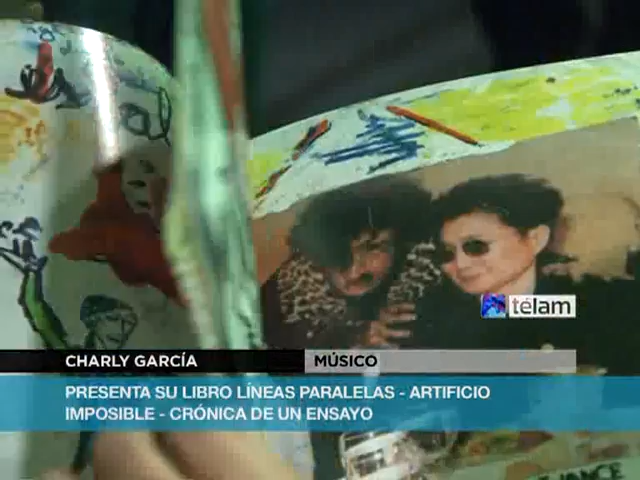 télam
CHARLY GARCÍA MÚSICO
PRESENTA SU LIBRO LÍNEAS PARALELAS - ARTIFICIO
IMPOSIBLE - CRÓNICA DE UN ENSAYO